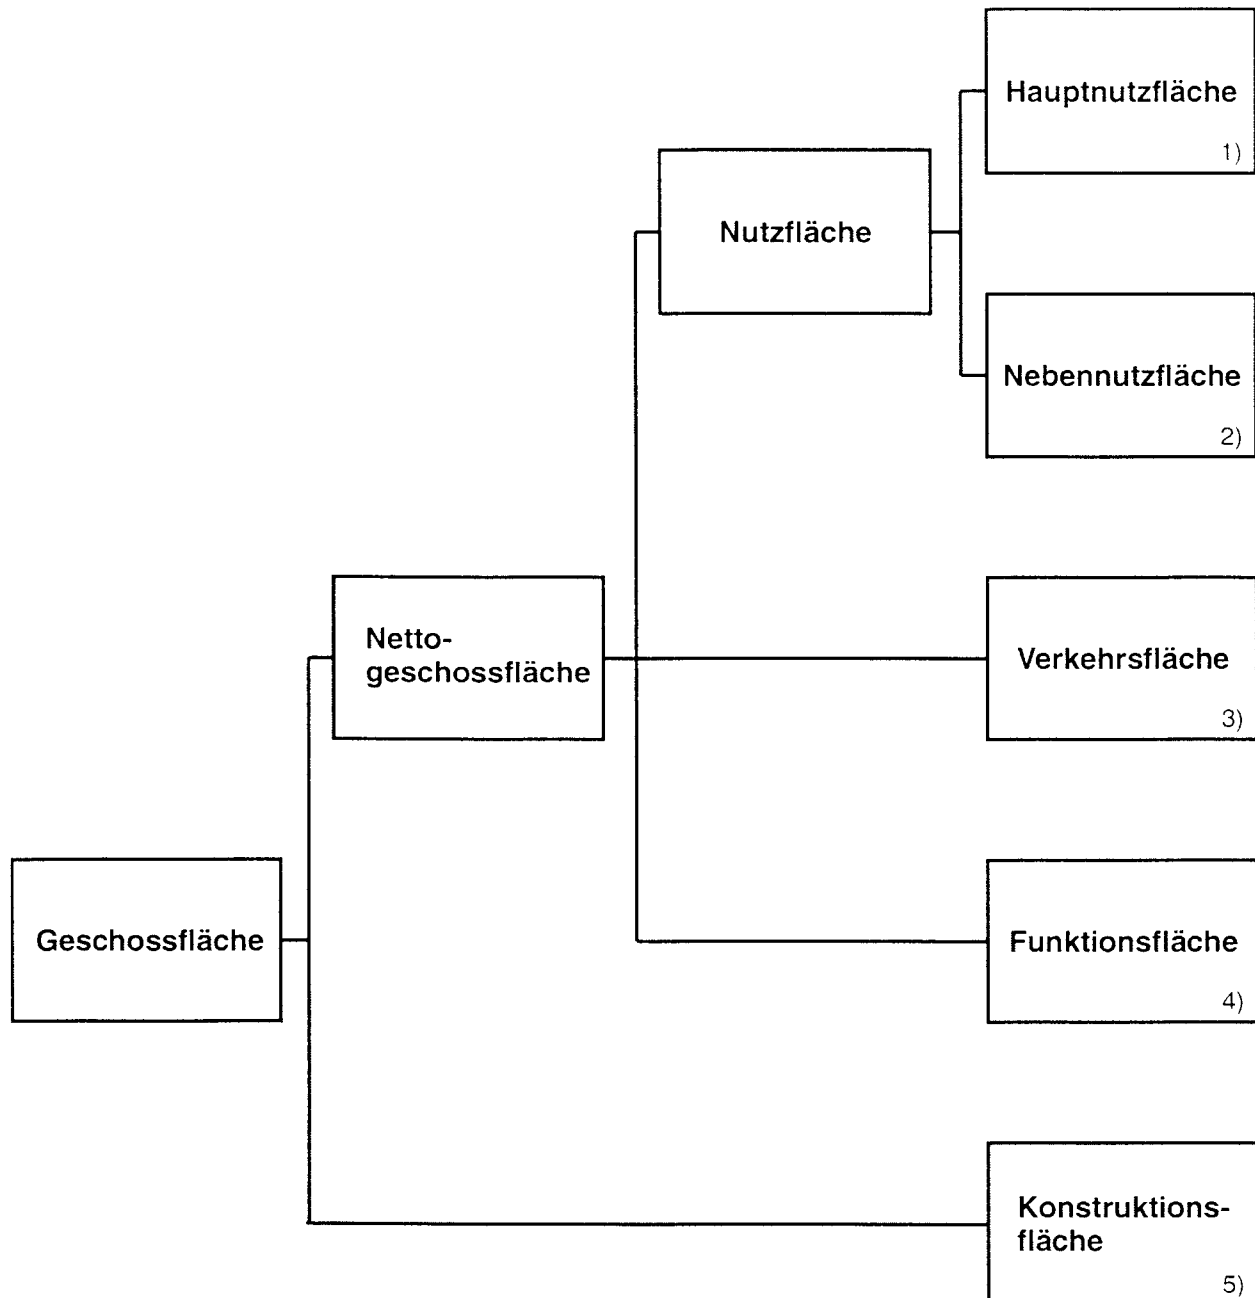 Hauptnutzfläche
1)
Nutzfläche
Nebennutzfläche
2)
Netto-
geschossfläche
Verkehrsfläche
3)
Geschossfläche
Funktionsfläche
4)
Konstruktions-
fläche
5)